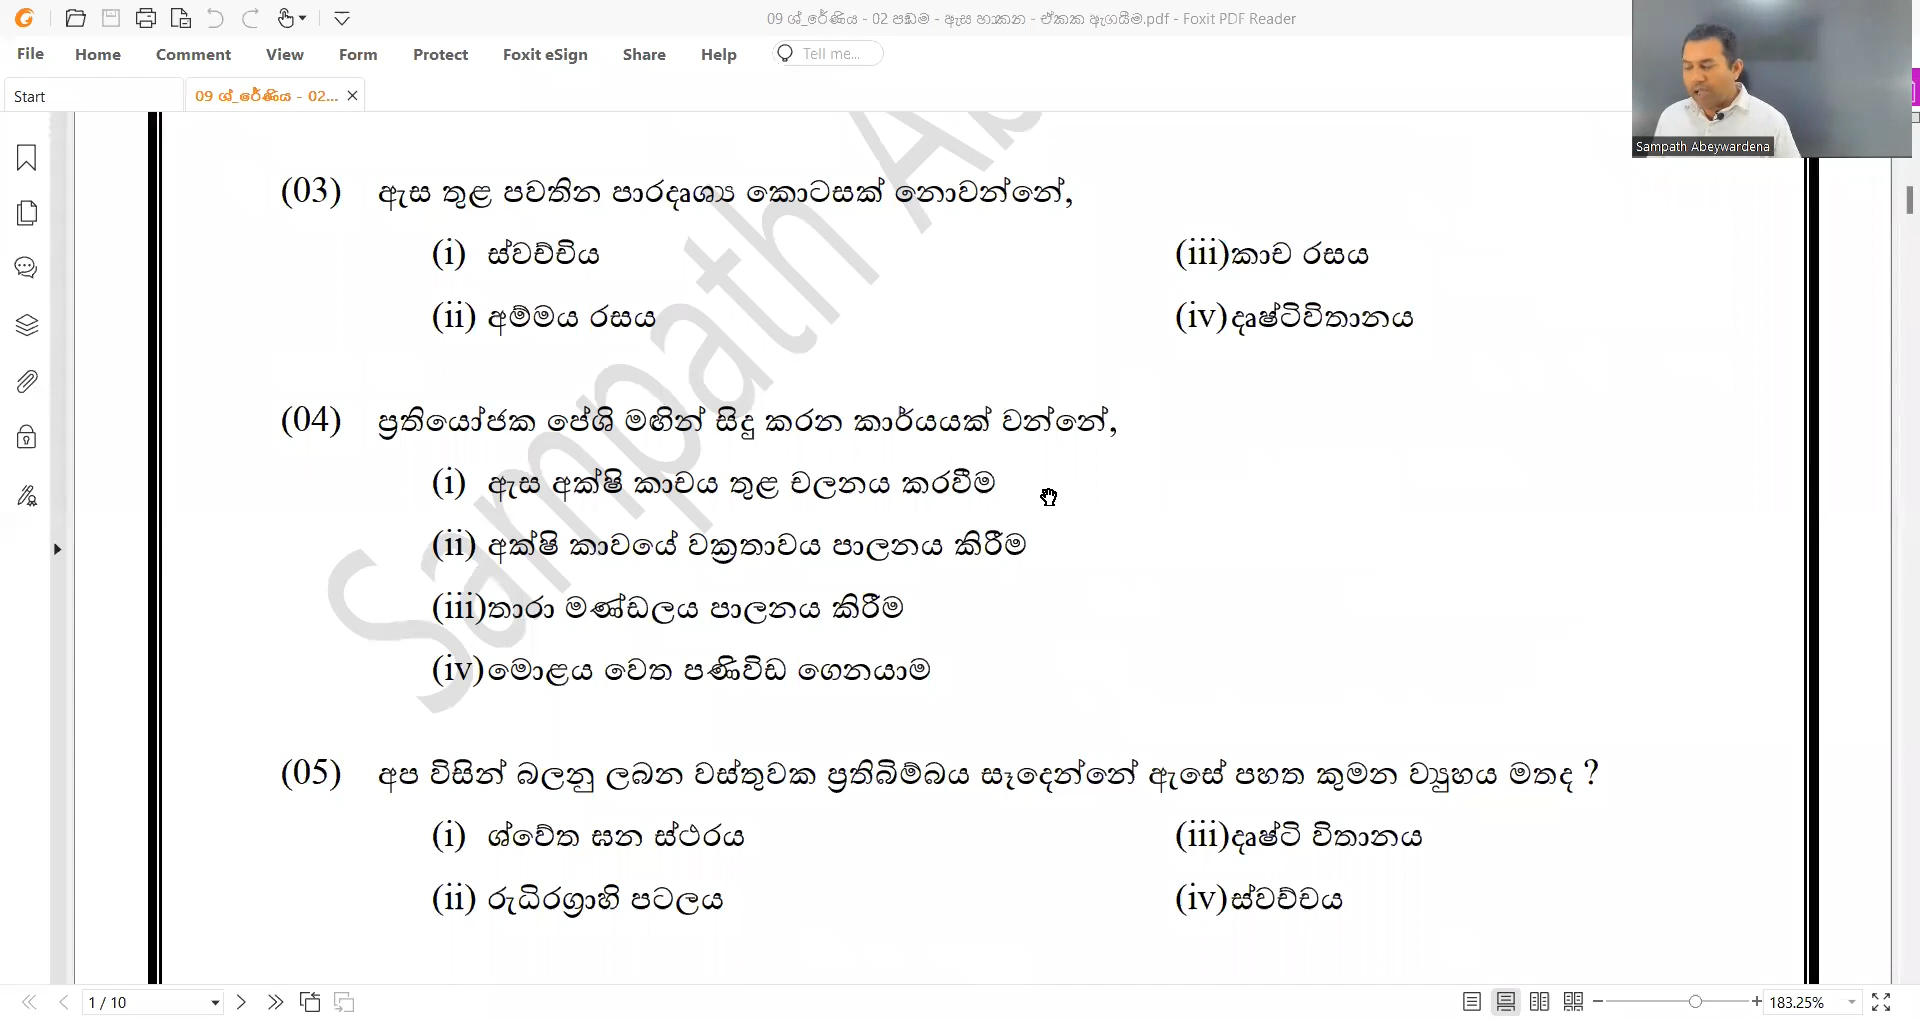 09 ශ්‍රේණිය - 02 පාඩම - ඇස හා කන - ඒකක ඇගයීම.pdf - Foxit PDF Reader
File Home Comment View Form Protect Foxit eSign Share Help Tell me...
Start 09 ශ්‍රේණිය - 02...
Sampath Abeywardena
(03) ඇස තුළ පවතින පාරදෘශ්‍ය කොටසක් නොවන්නේ,
(i) ස්වච්ච්‍ය (iii) කාච රසය
(ii) අම්මය රසය (iv) දෘෂ්ටිවිතානය
(04) ප්‍රතියෝජක පේශි මඟින් සිදු කරන කාර්යයක් වන්නේ,
(i) ඇස අක්ෂි කාචය තුළ චලනය කරවීම
(ii) අක්ෂි කාචයේ වක්‍රතාවය පාලනය කිරීම
(iii) තාරා මණ්ඩලය පාලනය කිරීම
(iv) මොළය වෙත පණිවිඩ ගෙනයාම
(05) අප විසින් බලනු ලබන වස්තුවක ප්‍රතිබිම්බය සෑදෙන්නේ ඇසේ පහත කුමන ව්‍යුහය මතද ?
(i) ශ්වේත ඝන ස්ථරය (iii) දෘෂ්ටි විතානය
(ii) රුධිරග්‍රාහි පටලය (iv) ස්වච්චය
1 / 10 183.25%